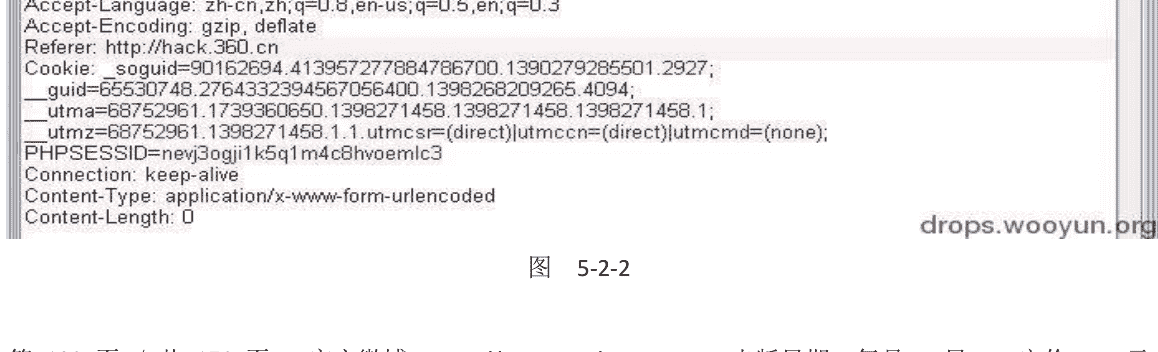 Accept-Language: zh-cn,zh;q=0.8,en-us;q=0.5,en;q=0.3
Accept-Encoding: gzip, deflate
Referer: http://hack.360.cn
Cookie: _soguid=90162694.413957277884786700.1390279285501.2927;
__guid=65530748.2764332394567056400.1398268209265.4094;
__utma=68752961.1739360650.1398271458.1398271458.1398271458.1;
__utmz=68752961.1398271458.1.1.utmcsr=(direct)|utmccn=(direct)|utmcmd=(none);
PHPSESSID=nevj3ogji1k5q1m4c8hvoemlc3
Connection: keep-alive
Content-Type: application/x-www-form-urlencoded
Content-Length: 0
drops.wooyun.org
图 5-2-2